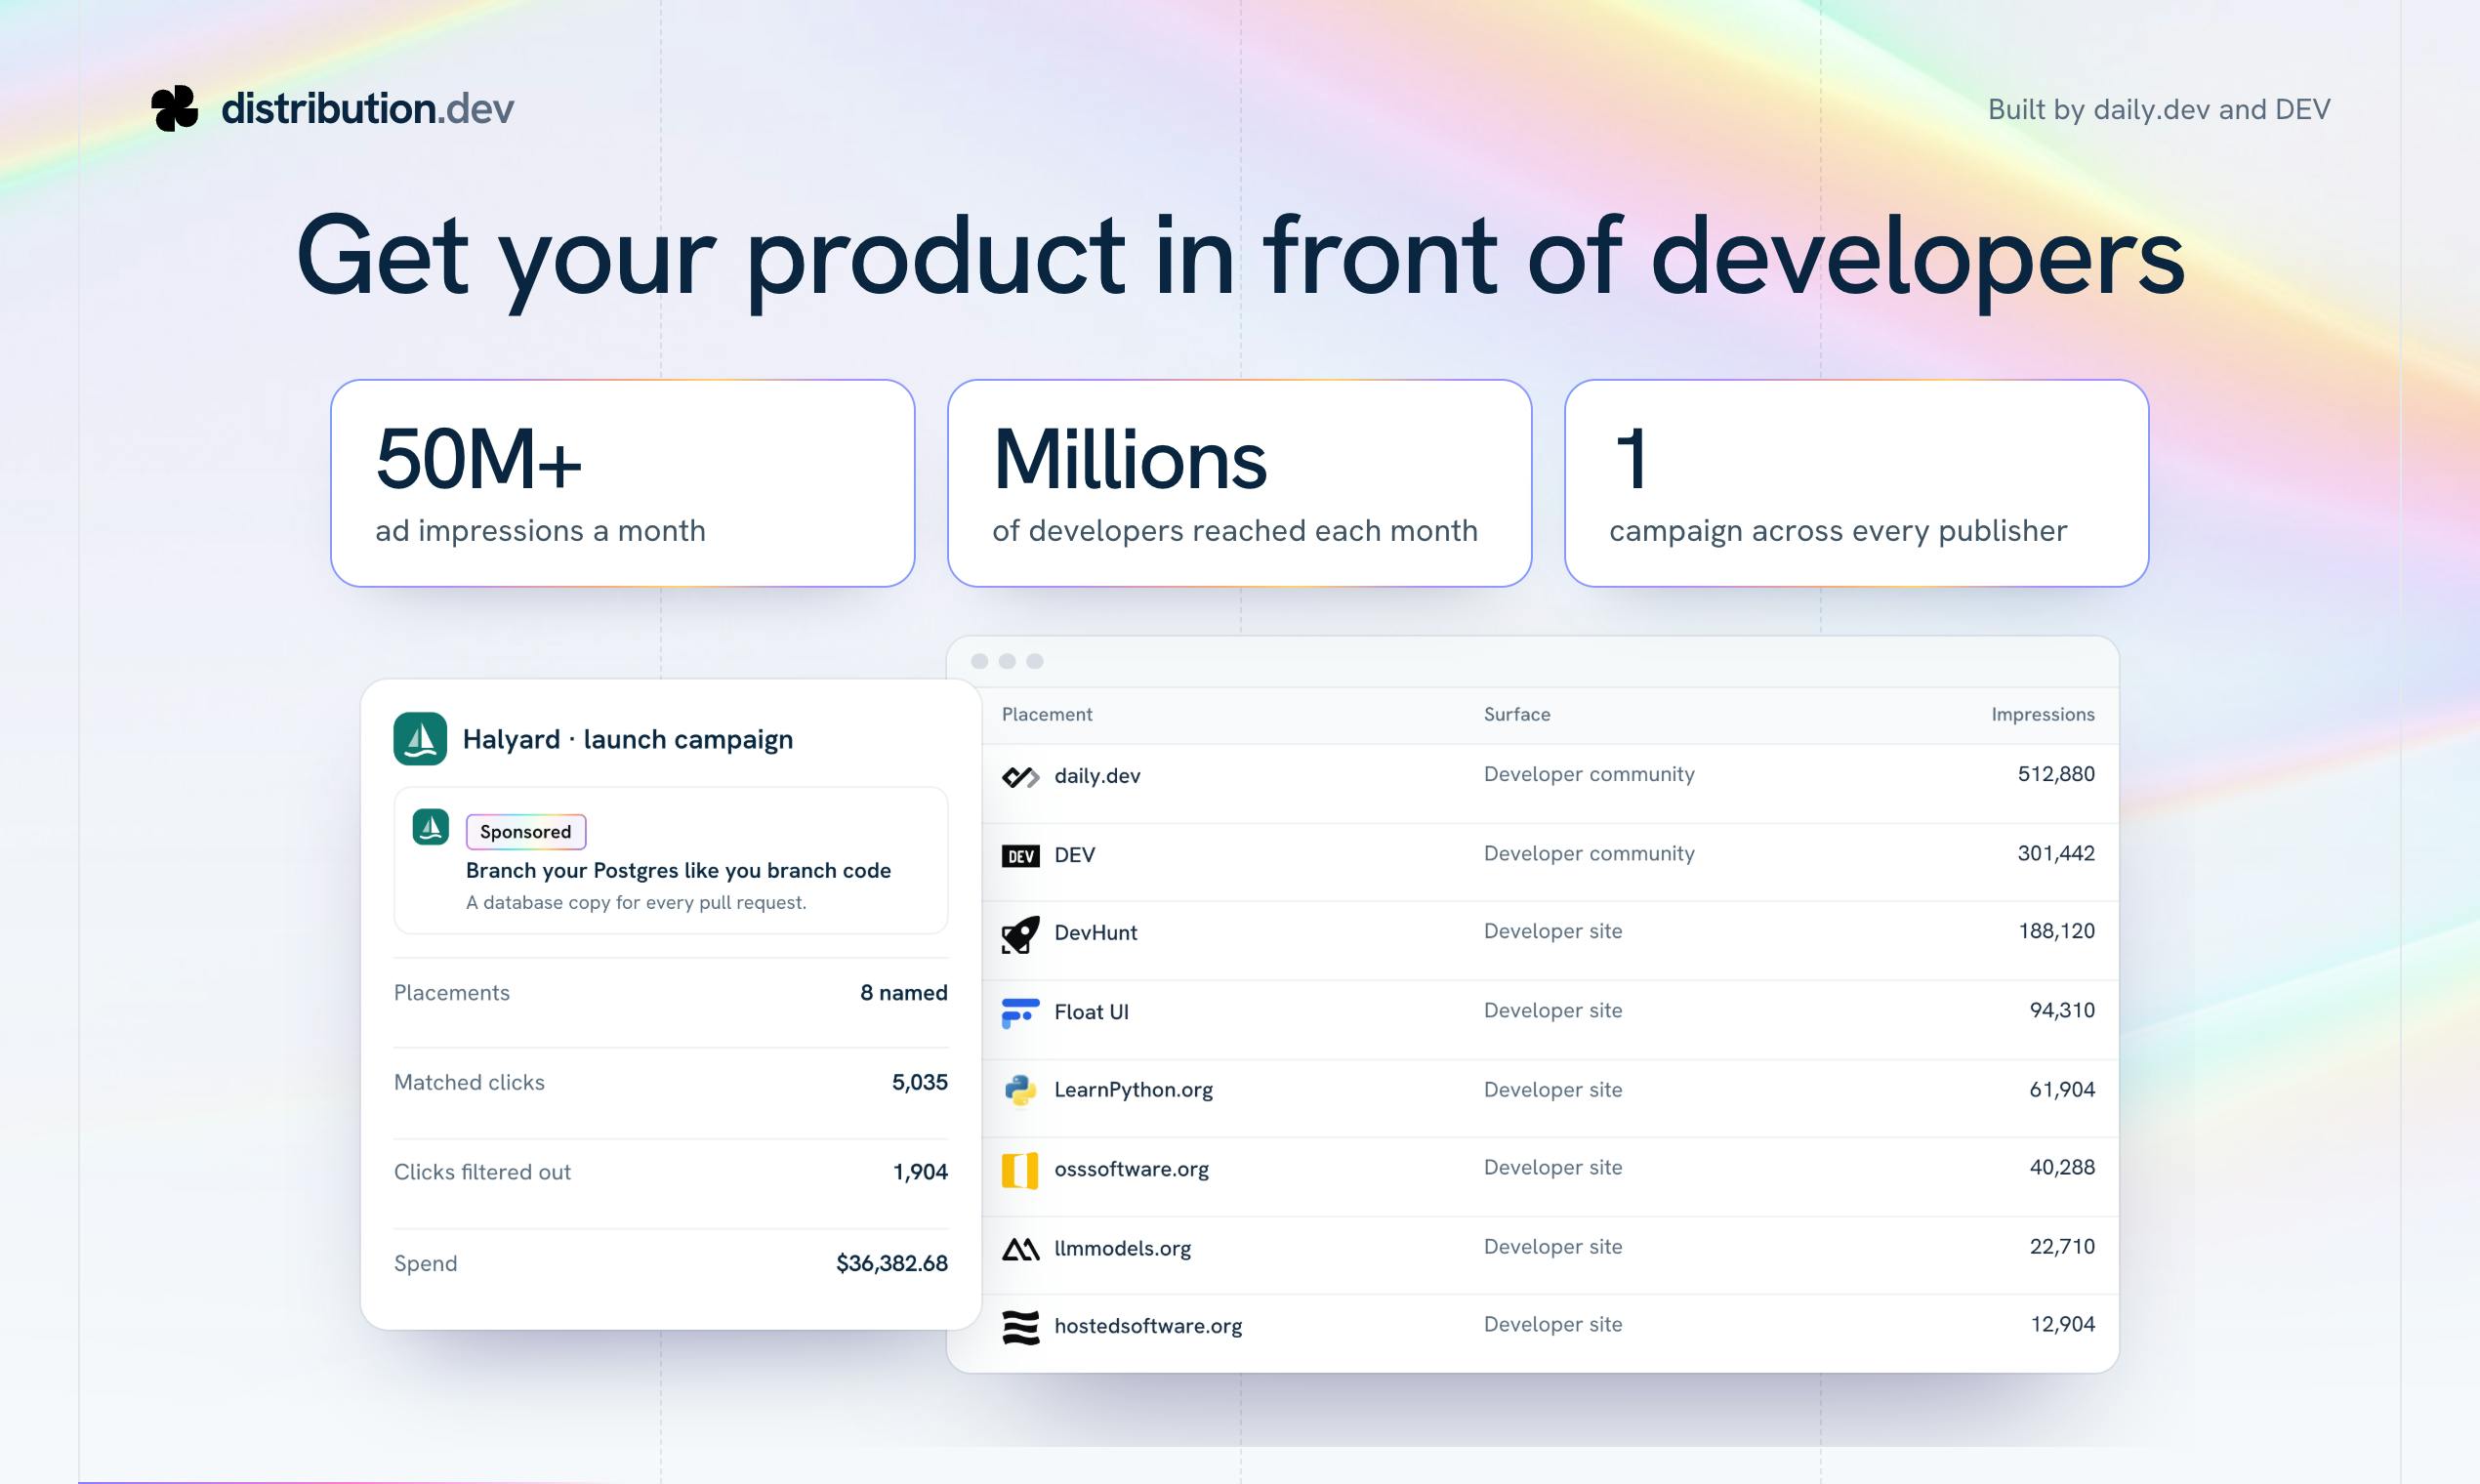 distribution.dev
Built by daily.dev and DEV
Get your product in front of developers
50M+
ad impressions a month
Millions
of developers reached each month
1
campaign across every publisher
Halyard · launch campaign
Sponsored
Branch your Postgres like you branch code
A database copy for every pull request.
Placements 8 named
Matched clicks 5,035
Clicks filtered out 1,904
Spend $36,382.68
Placement Surface Impressions
daily.dev Developer community 512,880
DEV DEV Developer community 301,442
DevHunt Developer site 188,120
Float UI Developer site 94,310
LearnPython.org Developer site 61,904
osssoftware.org Developer site 40,288
llmmodels.org Developer site 22,710
hostedsoftware.org Developer site 12,904